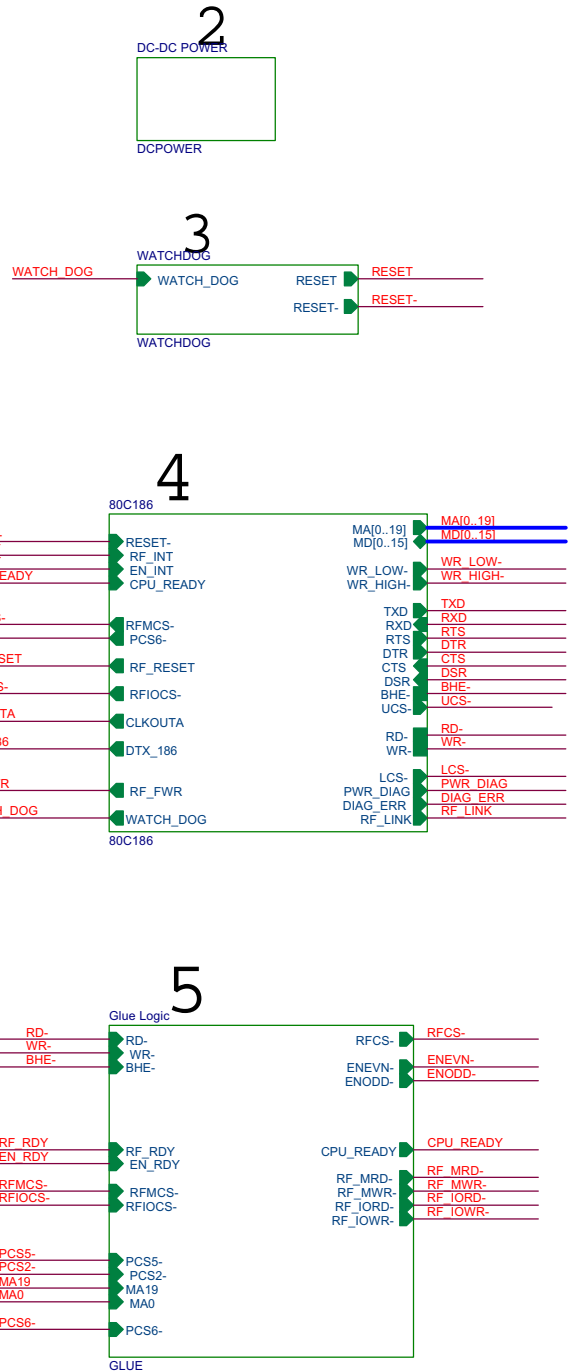 2
DC-DC POWER
DCPOWER
3
WATCHDOG
WATCH_DOG WATCH_DOG RESET RESET
RESET- RESET-
WATCHDOG
4
80C186
MA[0..19] MA[0..19]
RESET- MD[0..15] MD[0..15]
RF_INT
EN_INT WR_LOW- WR_LOW-
EADY CPU_READY WR_HIGH- WR_HIGH-
TXD TXD
RFMCS- RXD RXD
PCS6- RTS RTS
DTR DTR
SET RF_RESET CTS CTS
DSR DSR
S- RFIOCS- BHE- BHE-
UCS- UCS-
TA CLKOUTA
RD- RD-
86 DTX_186 WR- WR-
LCS- LCS-
R RF_FWR PWR_DIAG PWR_DIAG
DIAG_ERR DIAG_ERR
H_DOG WATCH_DOG RF_LINK RF_LINK
80C186
5
Glue Logic
RD- RD- RFCS- RFCS-
WR- WR-
BHE- BHE- ENEVN- ENEVN-
ENODD- ENODD-
RF_RDY RF_RDY CPU_READY CPU_READY
EN_RDY EN_RDY
RF_MRD- RF_MRD-
RFMCS- RFMCS- RF_MWR- RF_MWR-
RFIOCS- RFIOCS- RF_IORD- RF_IORD-
RF_IOWR- RF_IOWR-
PCS5- PCS5-
PCS2- PCS2-
MA19 MA19
MA0 MA0
PCS6- PCS6-
GLUE